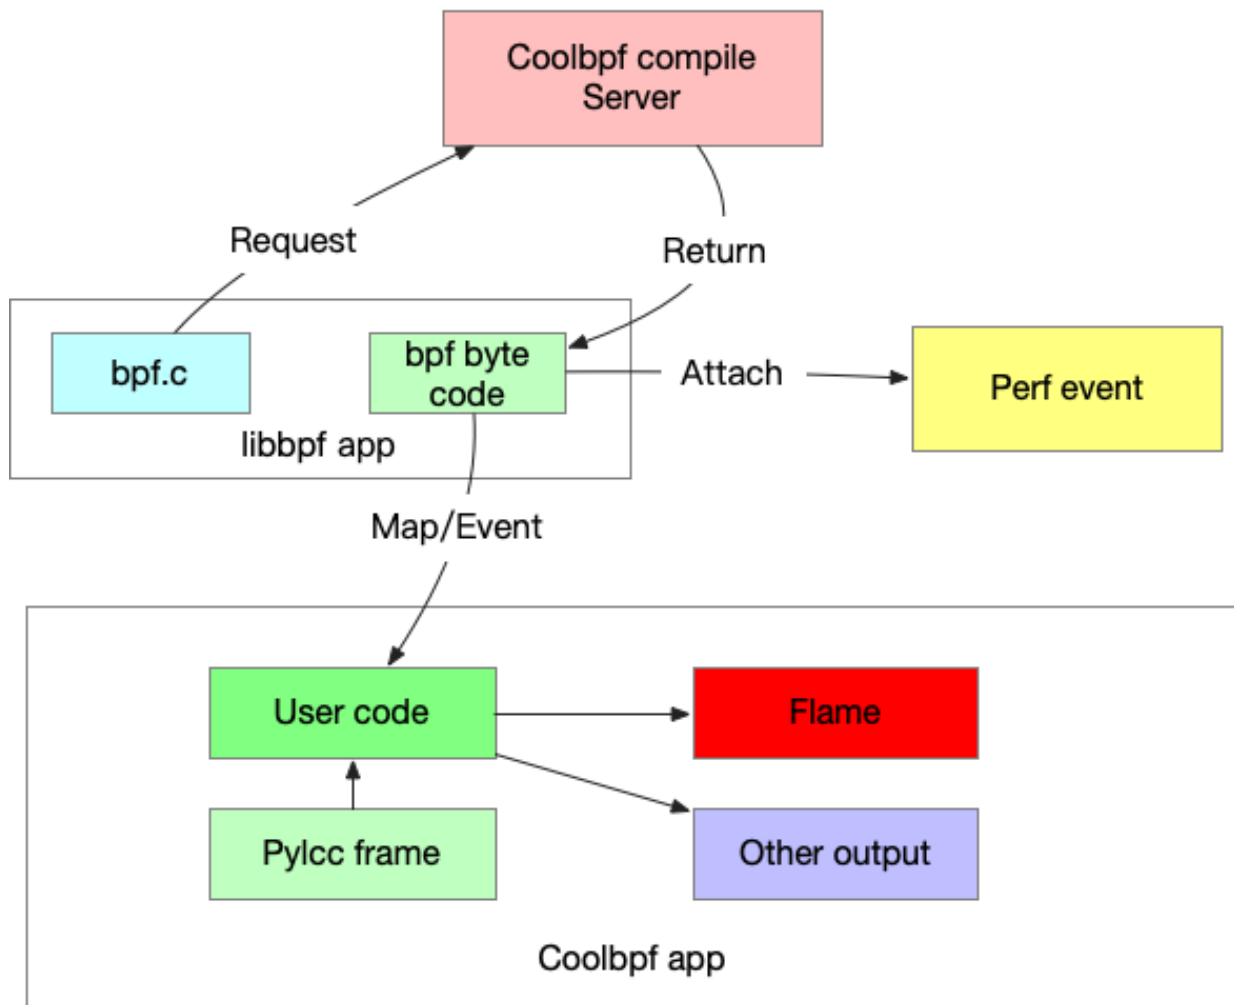 Coolbpf compile
Server
Request
Return
bpf.c
bpf byte
code
Attach
Perf event
libbpf app
Map/Event
User code
Flame
Pylcc frame
Other output
Coolbpf app